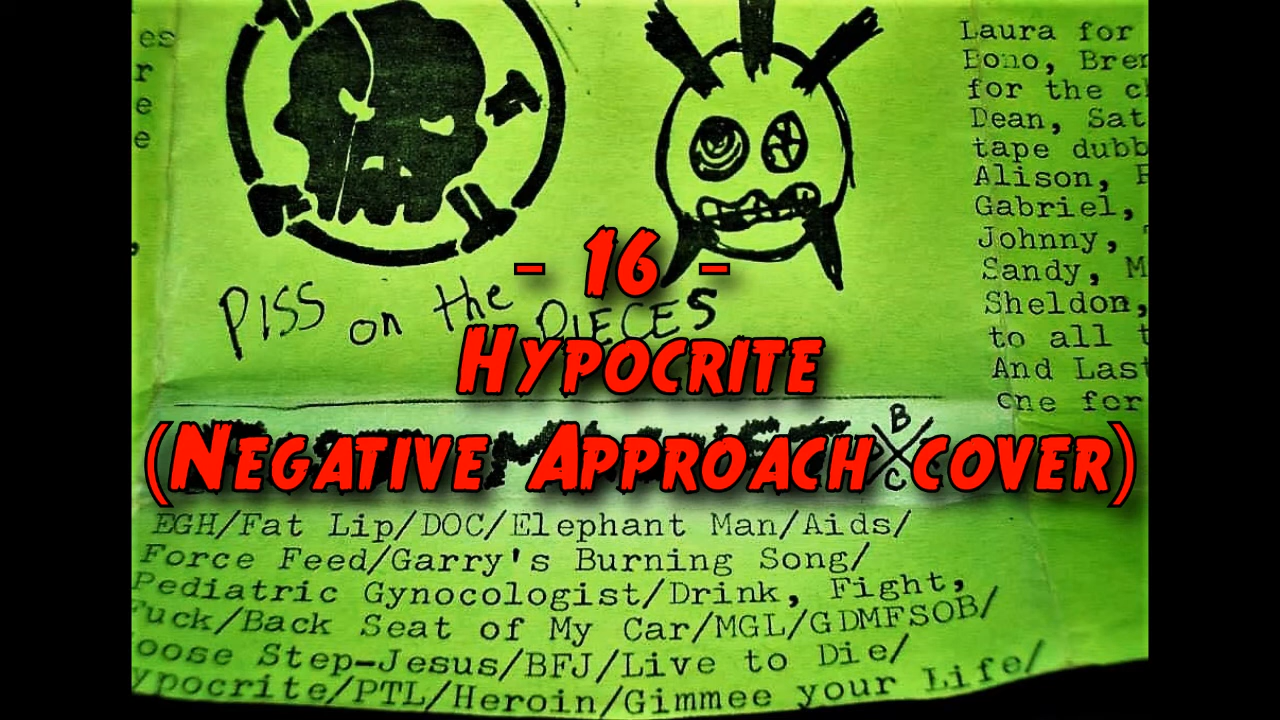 es
r
e
e
Laura for
Bono, Bren
for the c
Dean, Sat
tape dubb
Alison,
Gabriel,
Johnny,
Sandy, M
Sheldon,
to all t
And Last
one for
PISS on the PIECES
- 16 -
HYPOCRITE
(NEGATIVE APPROACH COVER)
B
C
EGH/Fat Lip/DOC/Elephant Man/Aids/
Force Feed/Garry's Burning Song/
Pediatric Gynocologist/Drink, Fight,
Fuck/Back Seat of My Car/MGL/GDMFSOB/
oose Step-Jesus/BFJ/Live to Die/
ypocrite/PTL/Heroin/Gimmee your Life/